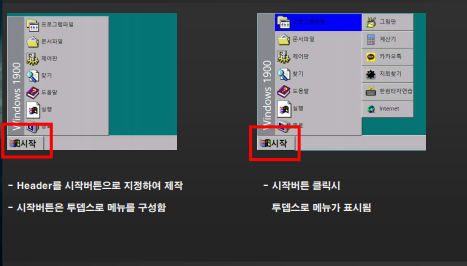 프로그램파일
문서파일
제어판
찾기
도움말
실행
종료
Windows 1900
시작
프로그램파일
문서파일
제어판
찾기
도움말
실행
종료
Windows 1900
그림판
계산기
카카오톡
지뢰찾기
한컴타자연습
Internet
시작
- Header를 시작버튼으로 지정하여 제작
- 시작버튼은 투뎁스로 메뉴를 구성함
- 시작버튼 클릭시
투뎁스로 메뉴가 표시됨